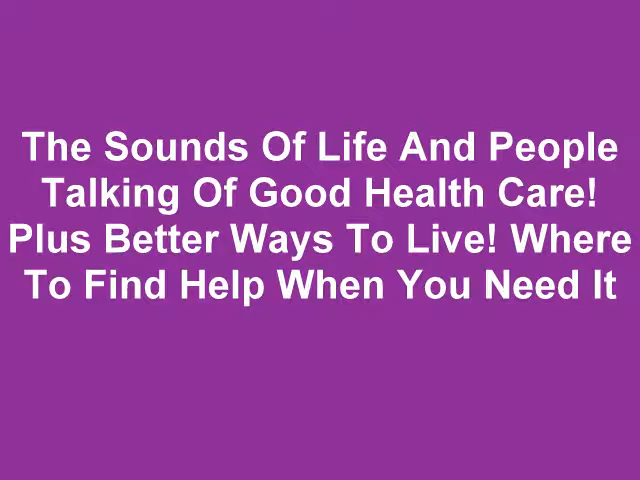 The Sounds Of Life And People
Talking Of Good Health Care!
Plus Better Ways To Live! Where
To Find Help When You Need It